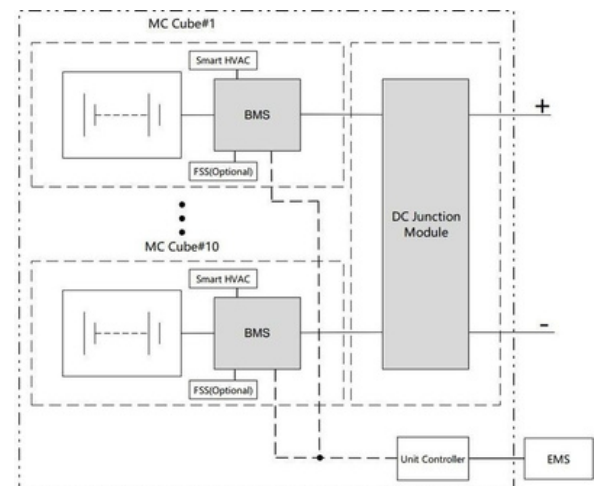 MC Cube#1
Smart HVAC
BMS
FSS(Optional)
+
DC Junction
Module
MC Cube#10
Smart HVAC
BMS
FSS(Optional)
-
Unit Controller
EMS